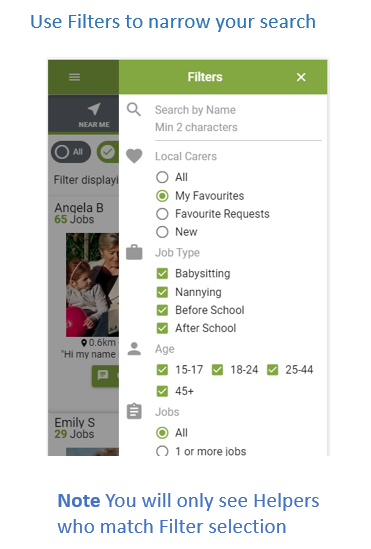 Use Filters to narrow your search
Filters
NEAR ME
All
Filter displayi
Angela B
65 Jobs
0.6km
"Hi my name
Emily S
29 Jobs
Search by Name
Min 2 characters
Local Carers
All
My Favourites
Favourite Requests
New
Job Type
Babysitting
Nannying
Before School
After School
Age
15-17 18-24 25-44
45+
Jobs
All
1 or more jobs
Note You will only see Helpers
who match Filter selection